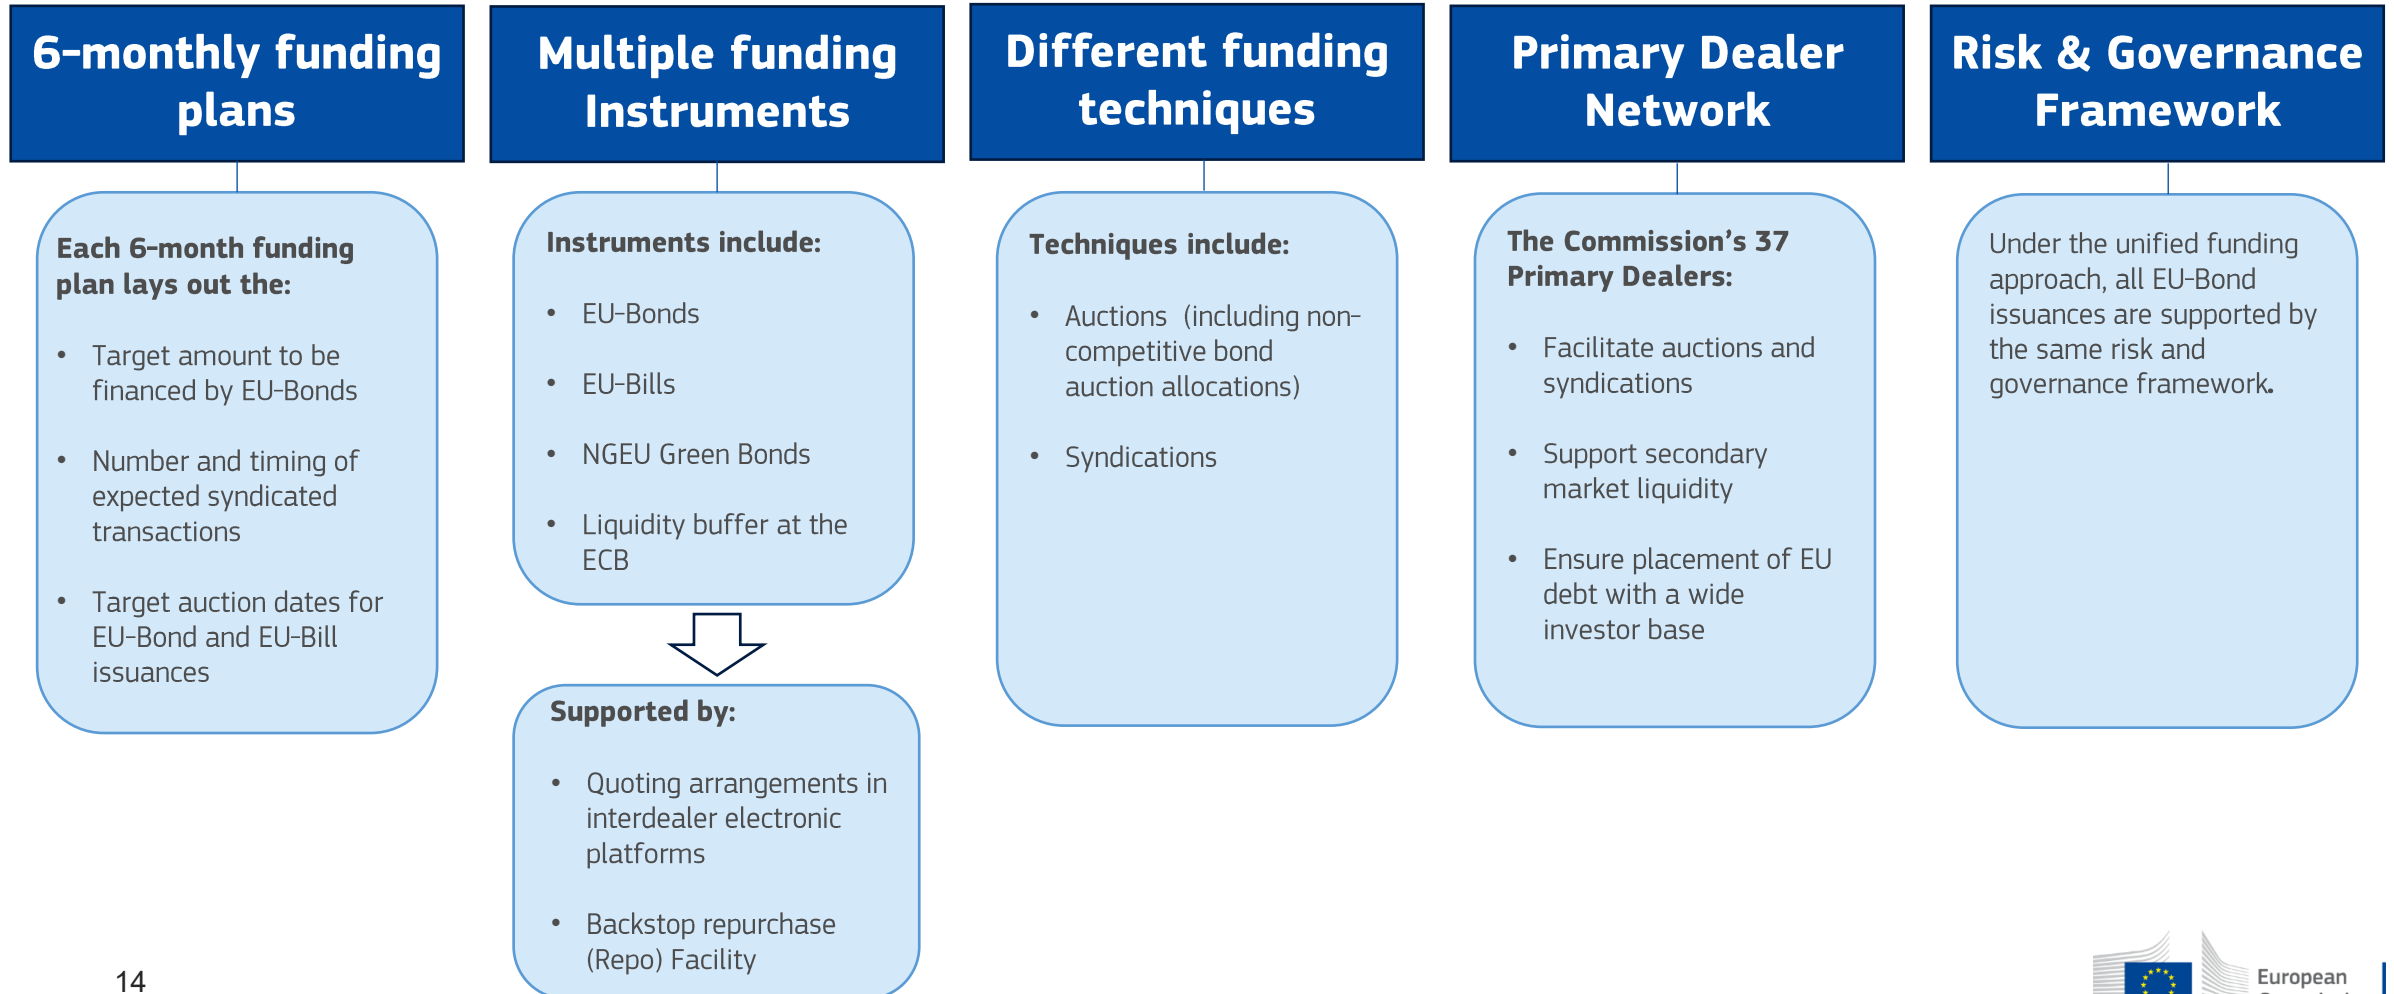 6-monthly funding
plans
Each 6-month funding
plan lays out the:
• Target amount to be
financed by EU-Bonds
• Number and timing of
expected syndicated
transactions
• Target auction dates for
EU-Bond and EU-Bill
issuances
Multiple funding
Instruments
Instruments include:
• EU-Bonds
• EU-Bills
• NGEU Green Bonds
• Liquidity buffer at the
ECB
Supported by:
• Quoting arrangements in
interdealer electronic
platforms
• Backstop repurchase
(Repo) Facility
Different funding
techniques
Techniques include:
• Auctions (including non-
competitive bond
auction allocations)
• Syndications
Primary Dealer
Network
The Commission’s 37
Primary Dealers:
• Facilitate auctions and
syndications
• Support secondary
market liquidity
• Ensure placement of EU
debt with a wide
investor base
Risk & Governance
Framework
Under the unified funding
approach, all EU-Bond
issuances are supported by
the same risk and
governance framework.
14
European